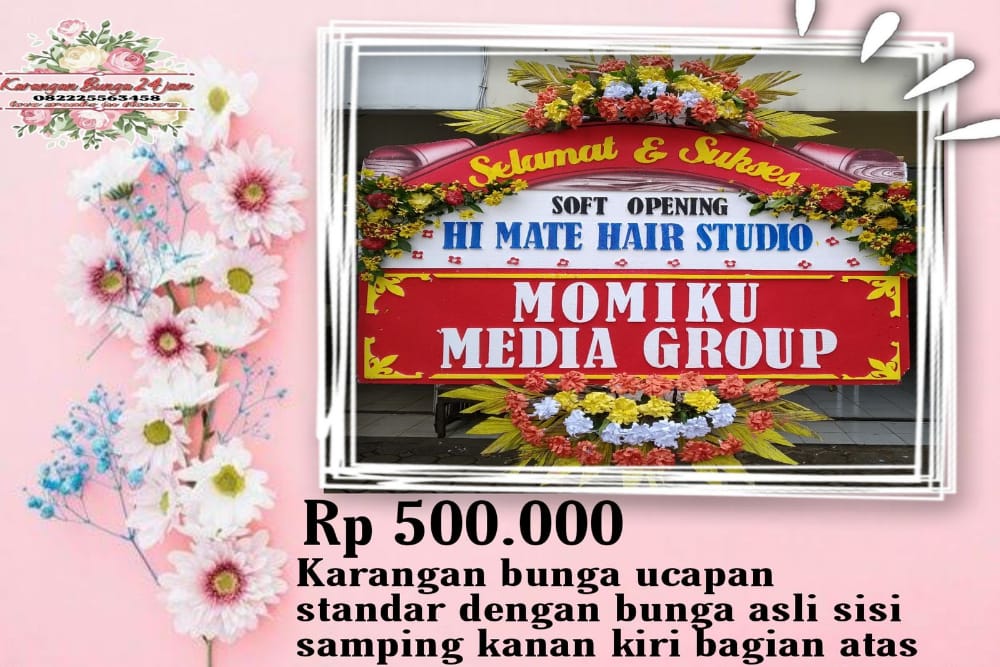 Karangan Bunga 24 jam
082225563458
Selamat & Sukses
SOFT OPENING
HI MATE HAIR STUDIO
MOMIKU
MEDIA GROUP
Rp 500.000
Karangan bunga ucapan
standar dengan bunga asli sisi
samping kanan kiri bagian atas